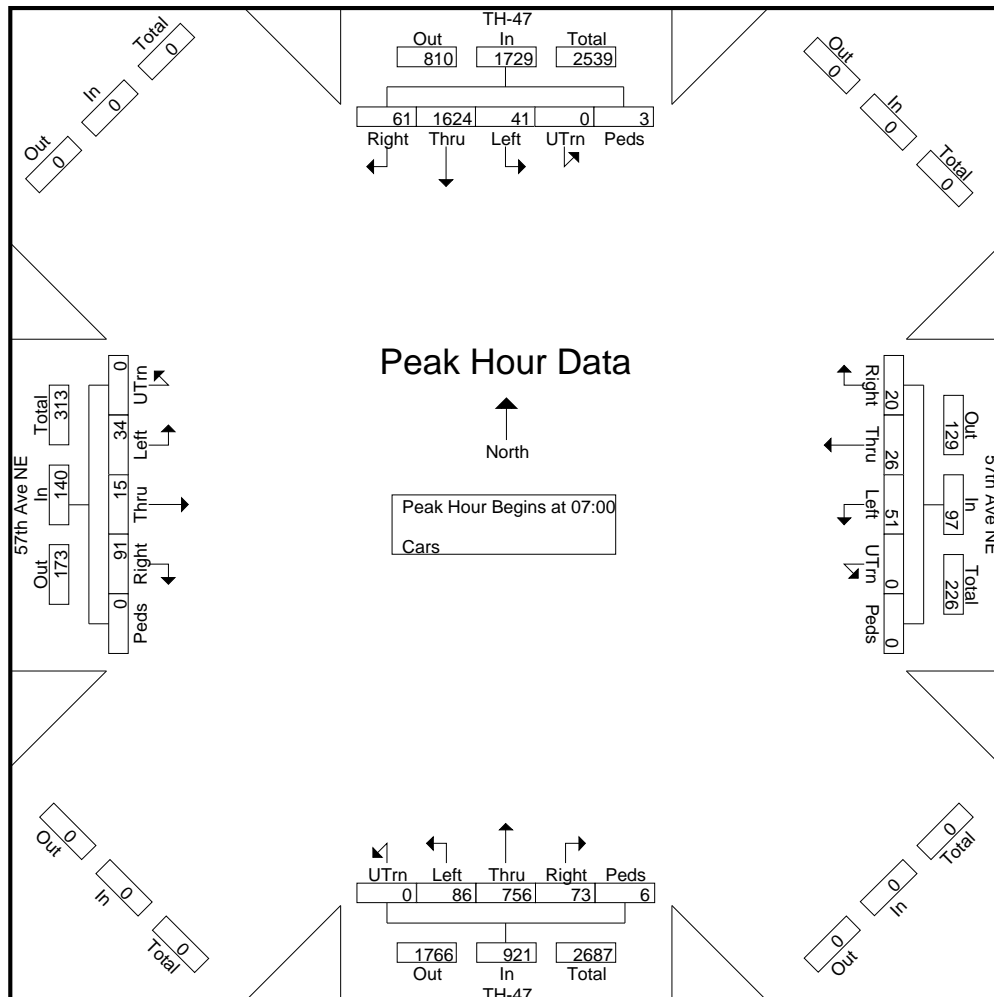 TH-47
Out In Total
810 1729 2539
61 1624 41 0 3
Right Thru Left UTrn Peds
Total
0
In
0
Out
0
Out
0
In
0
Total
0
Peak Hour Data
North
Peak Hour Begins at 07:00
Cars
57th Ave NE
Total In Out
313 140 173
0 34 15 91 0
UTrn Left Thru Right Peds
Right Thru Left UTrn Peds
20 26 51 0 0
Out In Total
129 97 226
57th Ave NE
Out
0
In
0
Total
0
Total
0
In
0
Out
0
UTrn Left Thru Right Peds
0 86 756 73 6
1766 921 2687
Out In Total
TH-47